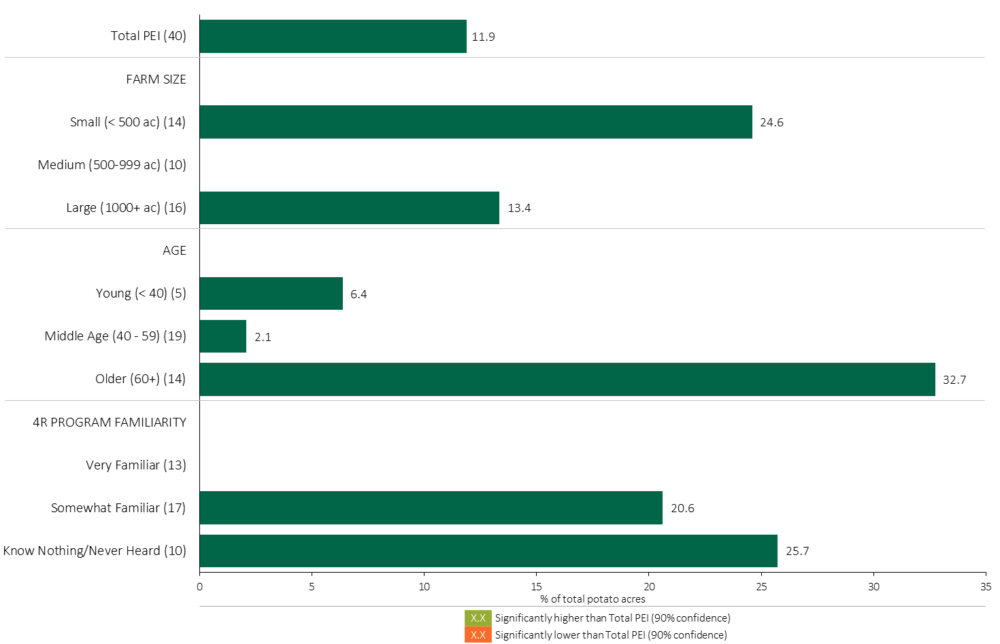 Total PEI (40) 11.9
FARM SIZE
Small (< 500 ac) (14) 24.6
Medium (500-999 ac) (10)
Large (1000+ ac) (16) 13.4
AGE
Young (< 40) (5) 6.4
Middle Age (40 - 59) (19) 2.1
Older (60+) (14) 32.7
4R PROGRAM FAMILIARITY
Very Familiar (13)
Somewhat Familiar (17) 20.6
Know Nothing/Never Heard (10) 25.7
0 5 10 15 20 25 30 35
% of total potato acres
X.X Significantly higher than Total PEI (90% confidence)
X.X Significantly lower than Total PEI (90% confidence)